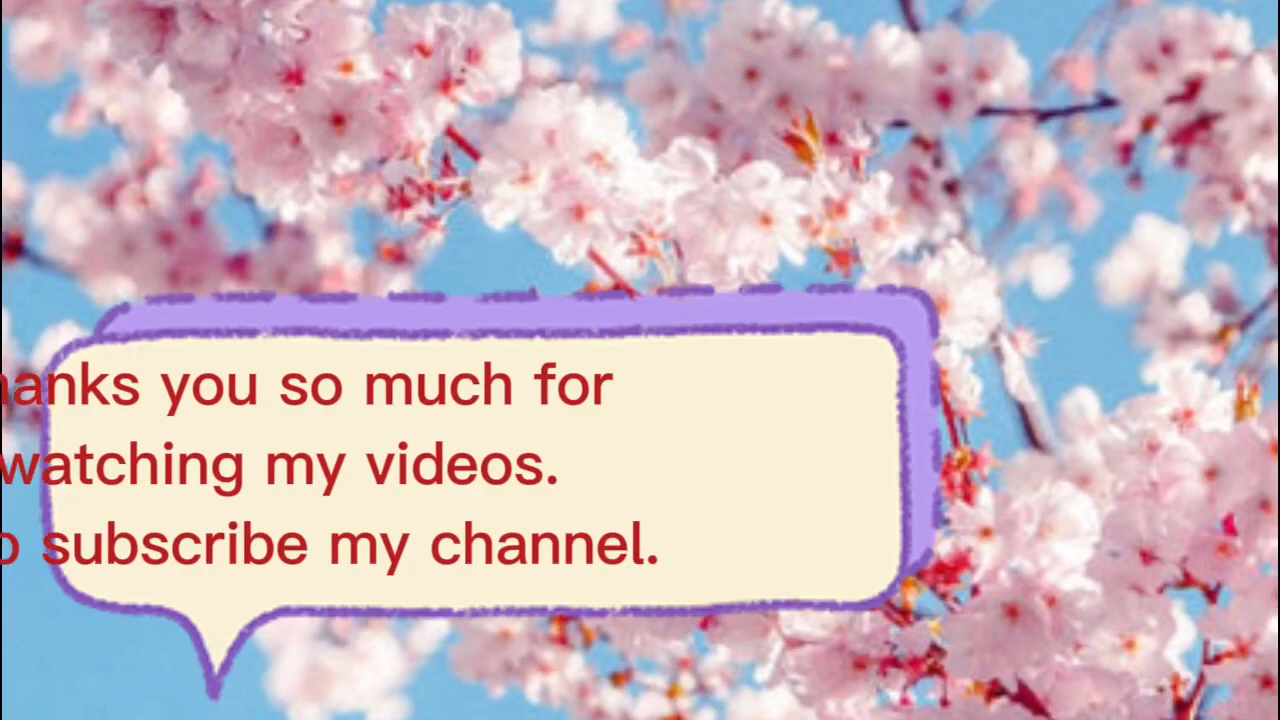 hanks you so much for
watching my videos.
o subscribe my channel.